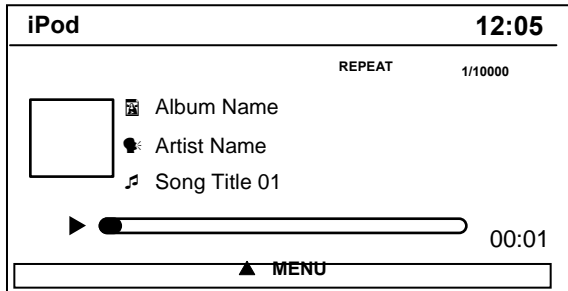 iPod 12:05
REPEAT 1/10000
Album Name
Artist Name
Song Title 01
00:01
MENU